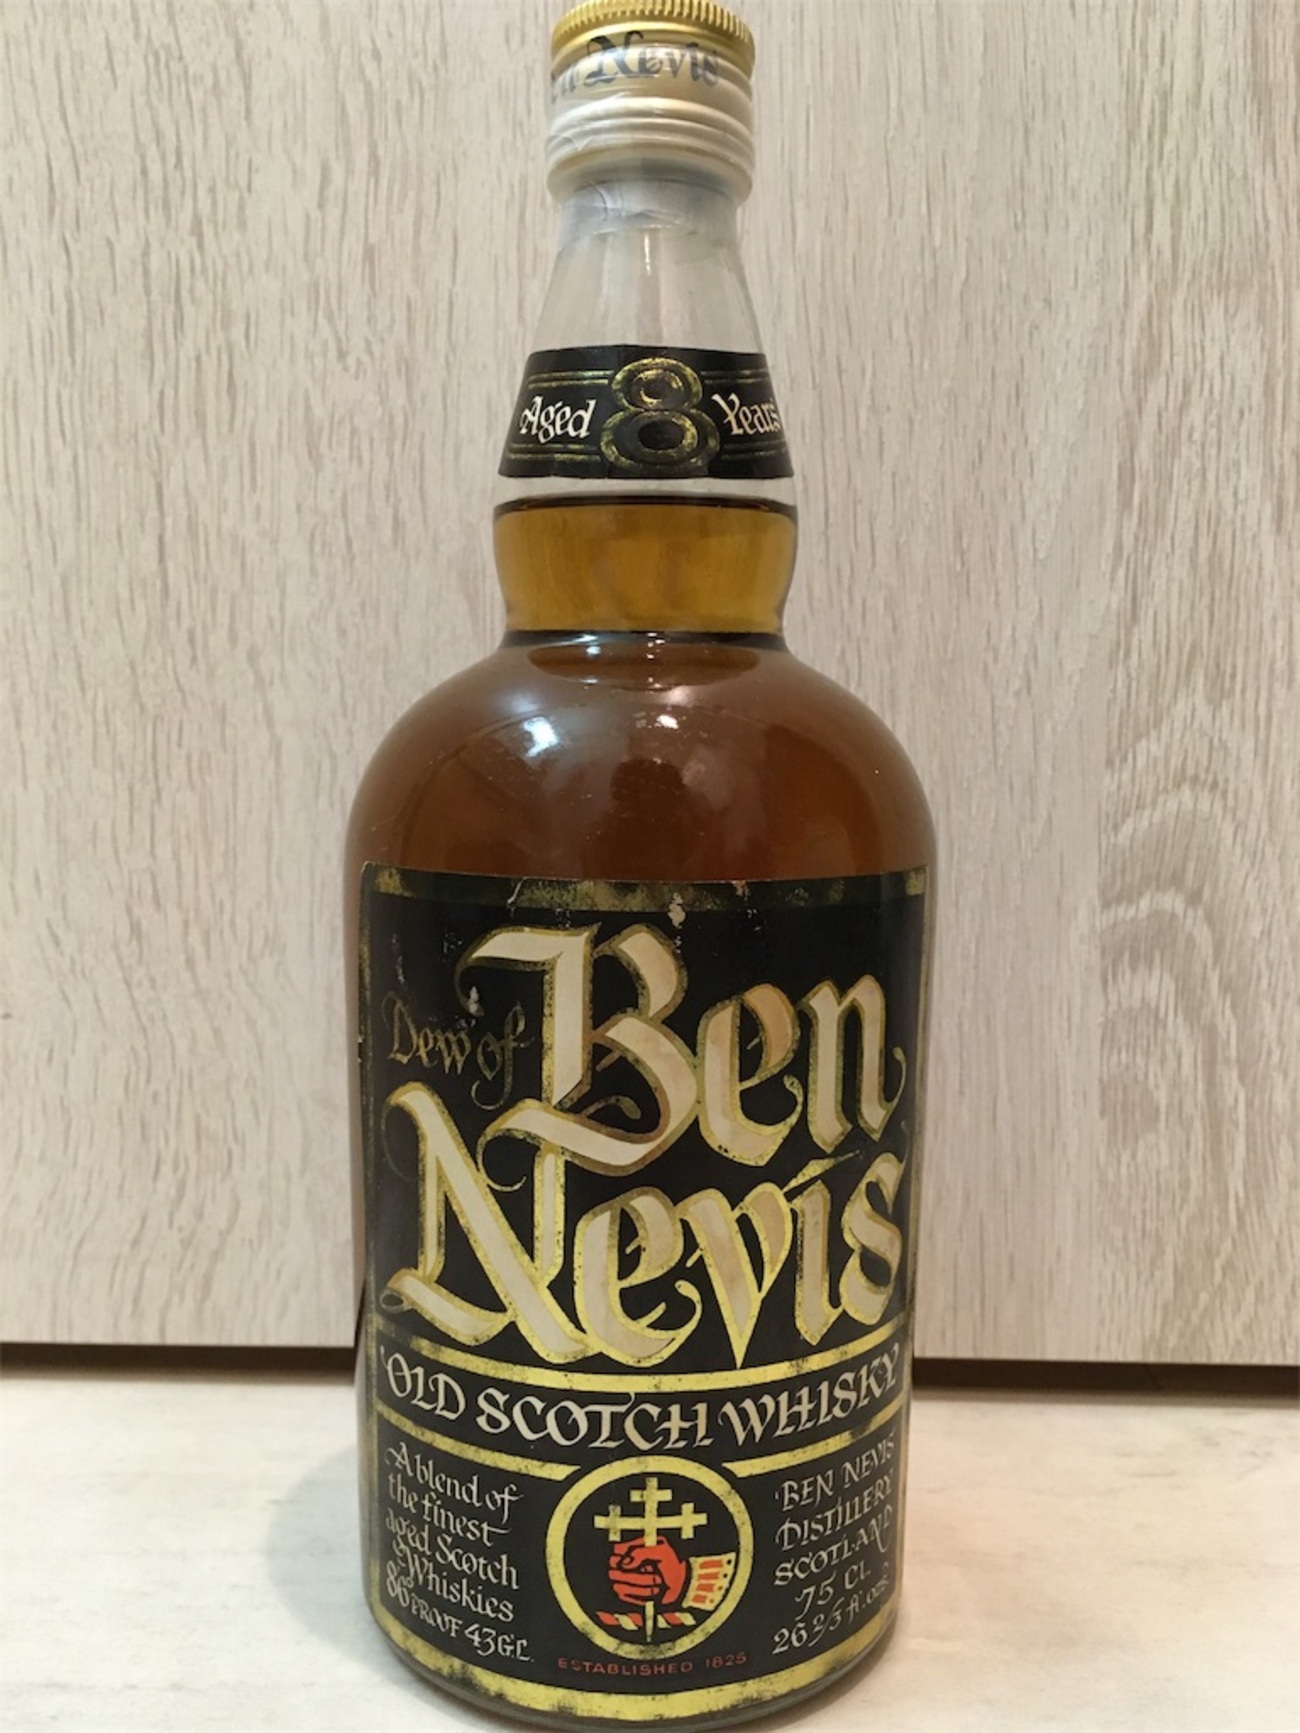 en Nevis
Aged 8 Years
Dew of Ben
Nevis
OLD SCOTCH WHISKY
A blend of
the finest
aged Scotch
Whiskies
86 PROOF 43 G.L.
BEN NEVIS
DISTILLERY
SCOTLAND
75 CL.
26 2/3 fl. ozs.
ESTABLISHED 1825